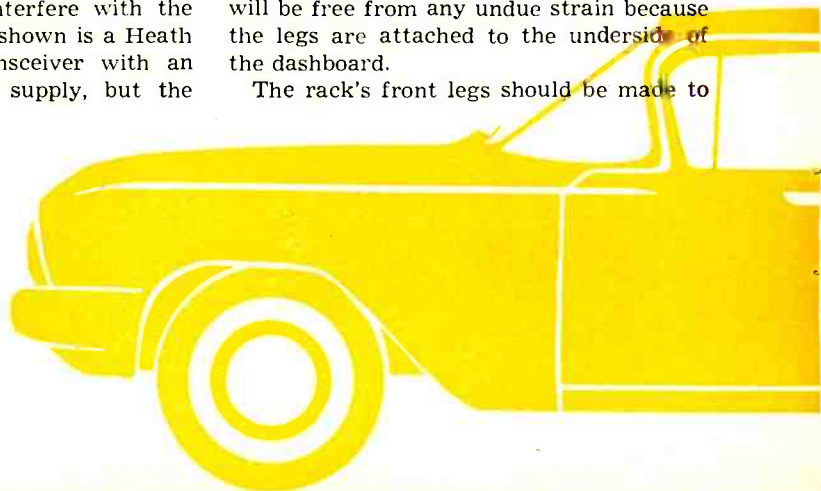 nterfere with the
shown is a Heath
nsceiver with an
supply, but the
will be free from any undue strain because
the legs are attached to the underside of
the dashboard.
The rack's front legs should be made to